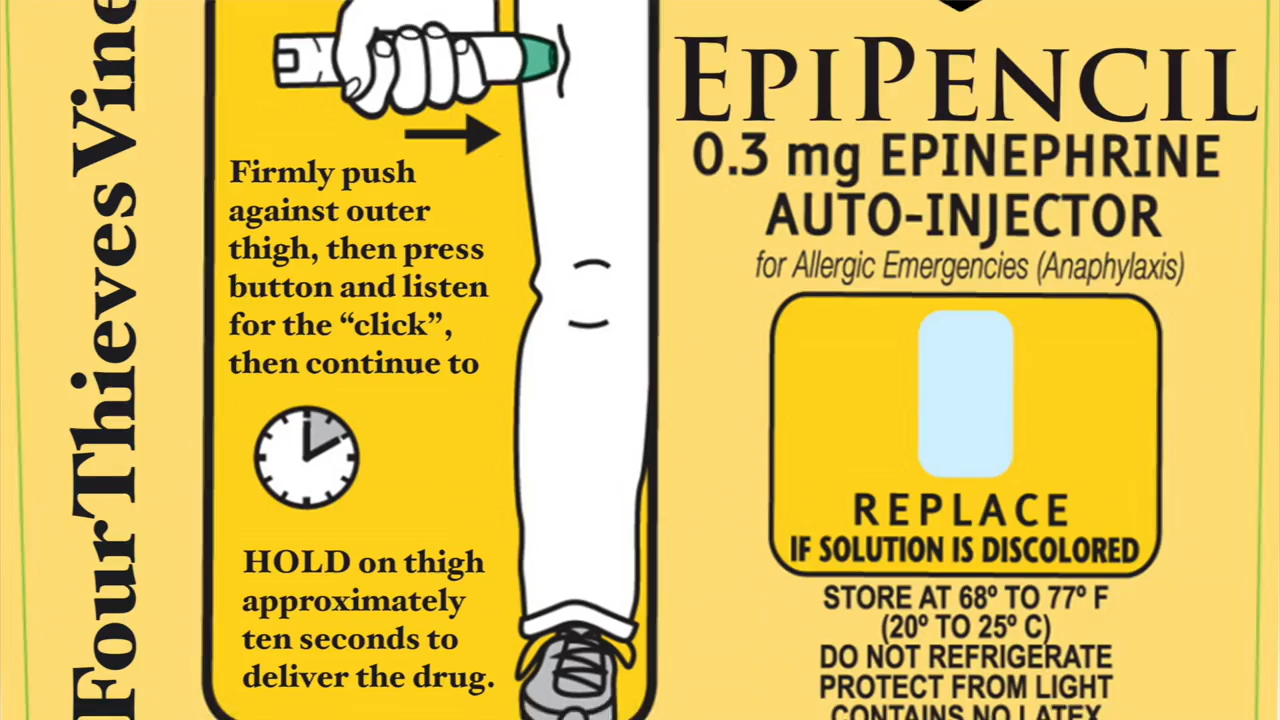 Four Thieves Vine
Firmly push
against outer
thigh, then press
button and listen
for the “click”,
then continue to
HOLD on thigh
approximately
ten seconds to
deliver the drug.
EPIPENCIL
0.3 mg EPINEPHRINE
AUTO-INJECTOR
for Allergic Emergencies (Anaphylaxis)
REPLACE
IF SOLUTION IS DISCOLORED
STORE AT 68º TO 77º F
(20º TO 25º C)
DO NOT REFRIGERATE
PROTECT FROM LIGHT
CONTAINS NO LATEX